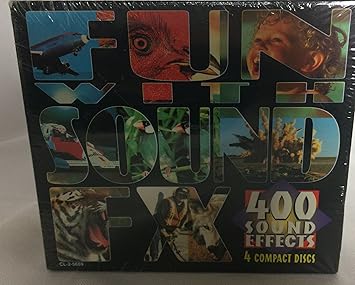 FUN
WITH
SOUND
FX
400
SOUND
EFFECTS
4 COMPACT DISCS